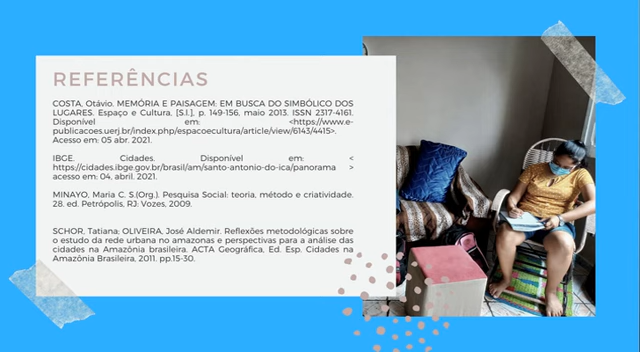 REFERÊNCIAS
COSTA, Otávio. MEMÓRIA E PAISAGEM: EM BUSCA DO SIMBÓLICO DOS
LUGARES. Espaço e Cultura, [S.l.], p. 149-156, maio 2013. ISSN 2317-4161.
Disponível em: <https://www.e-
publicacoes.uerj.br/index.php/espacoecultura/article/view/6143/4415>.
Acesso em: 05 abr. 2021.
IBGE. Cidades. Disponível em: <
https://cidades.ibge.gov.br/brasil/am/santo-antonio-do-ica/panorama >
acesso em: 04, abril. 2021.
MINAYO, Maria C. S.(Org.). Pesquisa Social: teoria, método e criatividade.
28. ed. Petrópolis, RJ: Vozes, 2009.
SCHOR, Tatiana; OLIVEIRA, José Aldemir. Reflexões metodológicas sobre
o estudo da rede urbana no amazonas e perspectivas para a análise das
cidades na Amazônia brasileira. ACTA Geográfica, Ed. Esp. Cidades na
Amazônia Brasileira, 2011. pp.15-30.